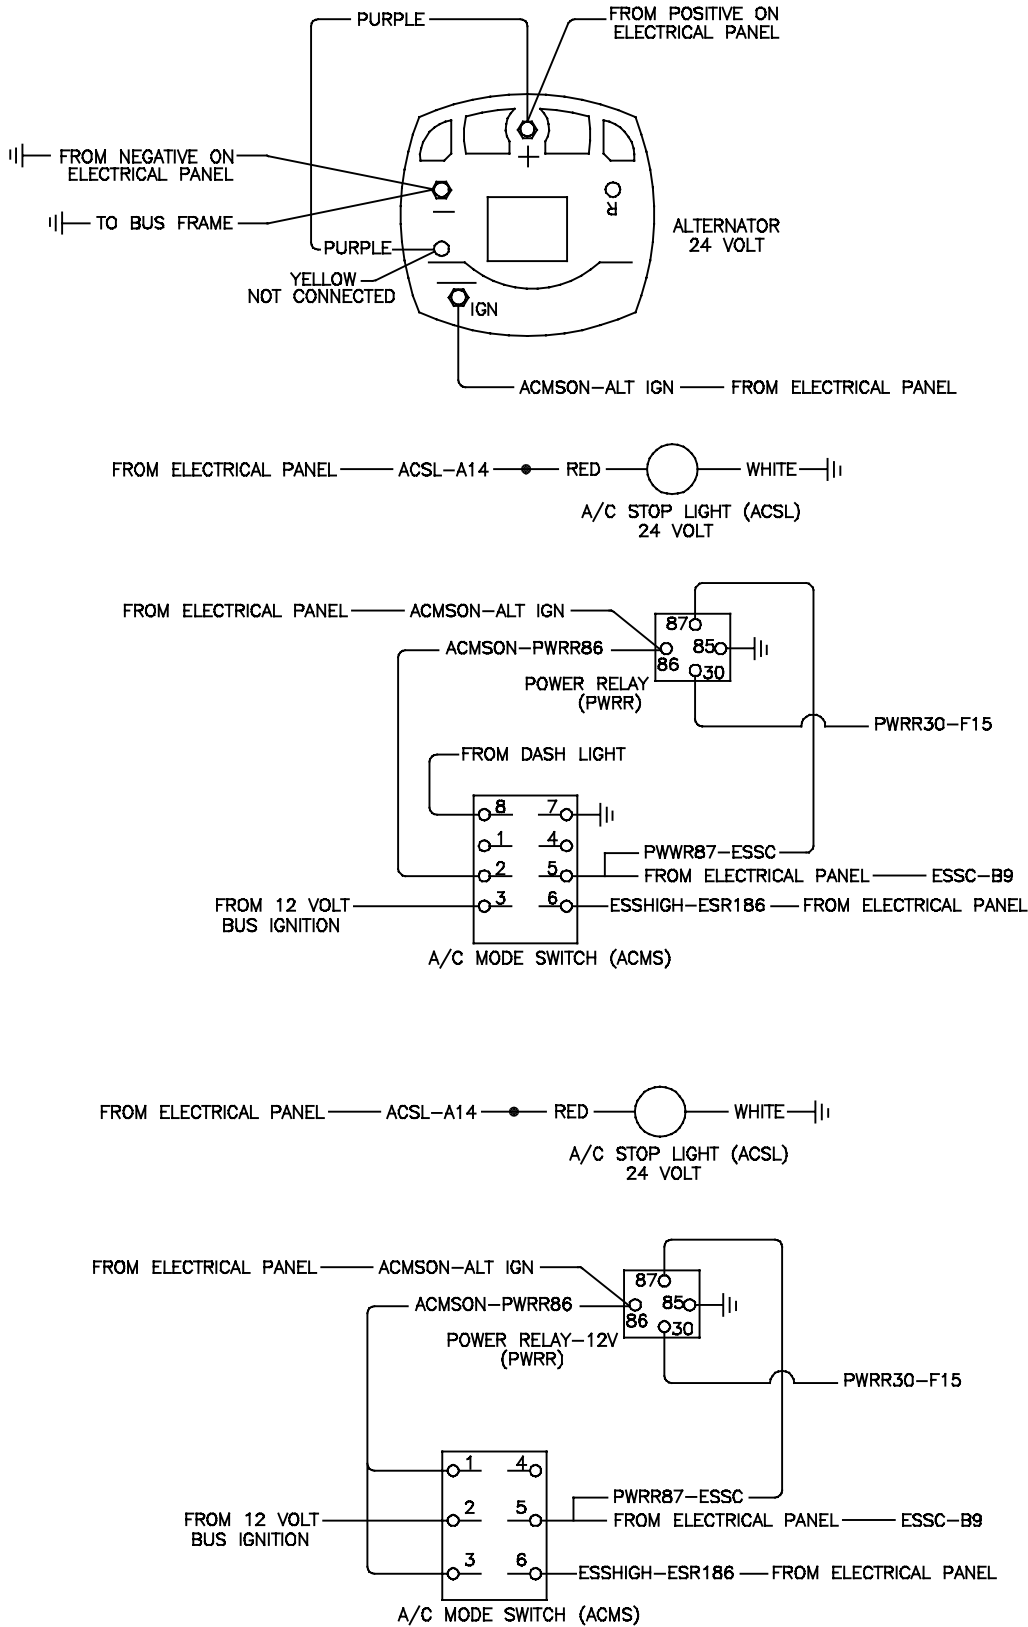 PURPLE
FROM POSITIVE ON
ELECTRICAL PANEL
+
FROM NEGATIVE ON
ELECTRICAL PANEL
TO BUS FRAME
R
ALTERNATOR
24 VOLT
PURPLE
YELLOW
NOT CONNECTED
IGN
ACMSON-ALT IGN
FROM ELECTRICAL PANEL
FROM ELECTRICAL PANEL
ACSL-A14
RED
WHITE
A/C STOP LIGHT (ACSL)
24 VOLT
FROM ELECTRICAL PANEL
ACMSON-ALT IGN
87
ACMSON-PWRR86
85
86
30
POWER RELAY
(PWRR)
PWRR30-F15
FROM DASH LIGHT
8
7
1
4
PWWR87-ESSC
2
5
FROM ELECTRICAL PANEL
ESSC-B9
FROM 12 VOLT
BUS IGNITION
3
6
ESSHIGH-ESR186
FROM ELECTRICAL PANEL
A/C MODE SWITCH (ACMS)
FROM ELECTRICAL PANEL
ACSL-A14
RED
WHITE
A/C STOP LIGHT (ACSL)
24 VOLT
FROM ELECTRICAL PANEL
ACMSON-ALT IGN
87
ACMSON-PWRR86
85
86
30
POWER RELAY-12V
(PWRR)
PWRR30-F15
1
4
PWRR87-ESSC
FROM 12 VOLT
BUS IGNITION
2
5
FROM ELECTRICAL PANEL
ESSC-B9
3
6
ESSHIGH-ESR186
FROM ELECTRICAL PANEL
A/C MODE SWITCH (ACMS)